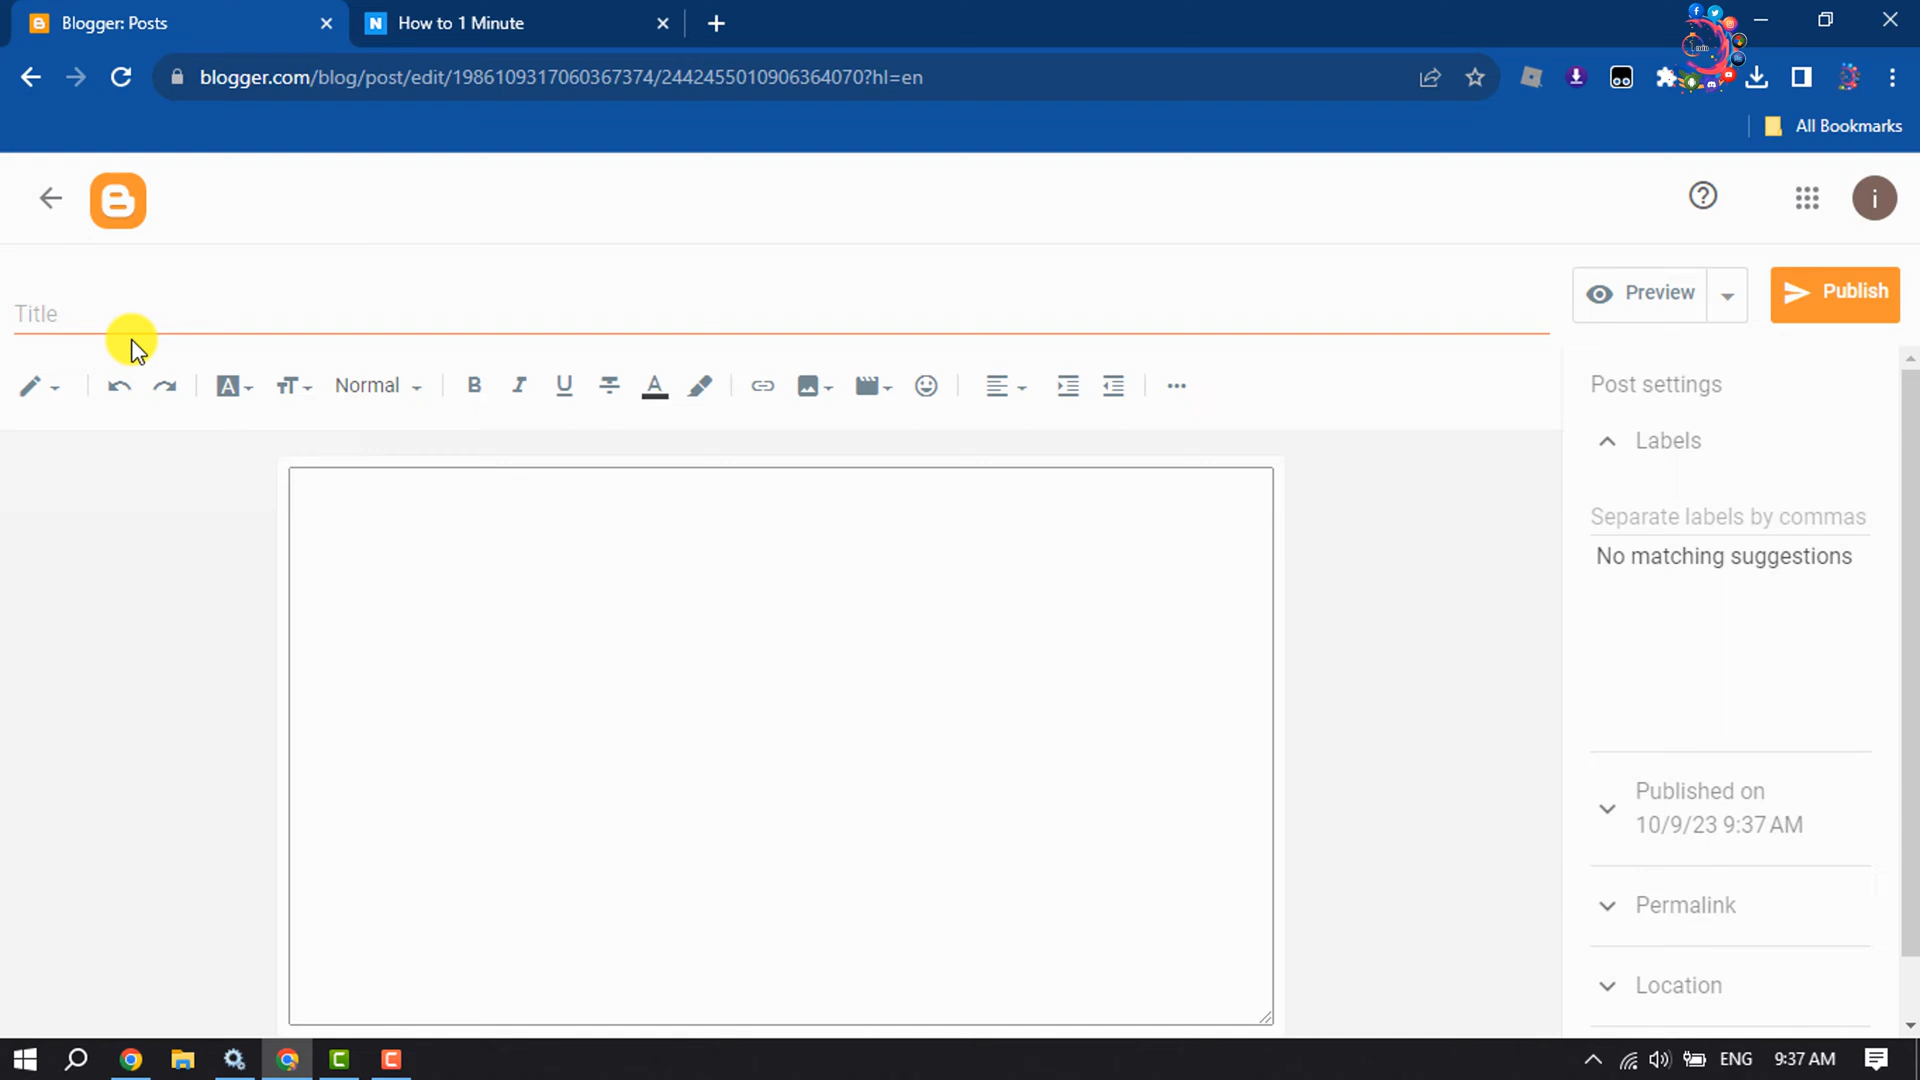 Blogger: Posts
How to 1 Minute
blogger.com/blog/post/edit/1986109317060367374/2442455010906364070?hl=en
All Bookmarks
i
Title
Preview
Publish
Normal
B
I
U
A
Post settings
Labels
Separate labels by commas
No matching suggestions
Published on
10/9/23 9:37 AM
Permalink
Location
ENG
9:37 AM